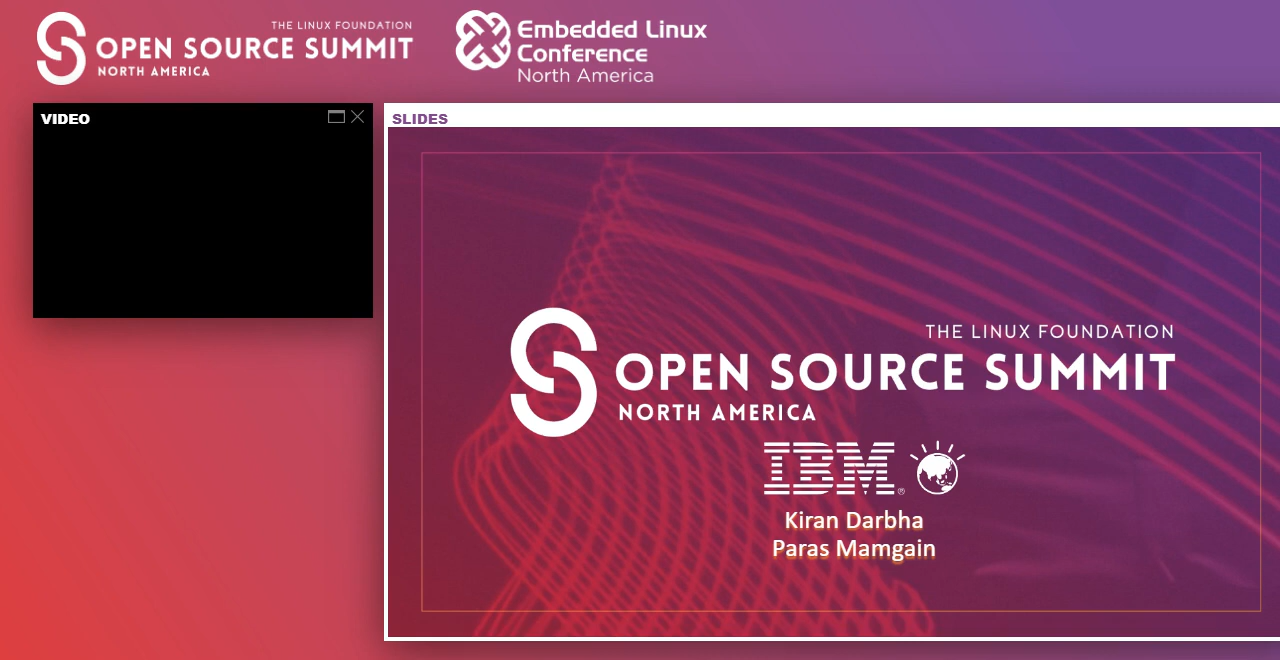 THE LINUX FOUNDATION
OPEN SOURCE SUMMIT
NORTH AMERICA
Embedded Linux
Conference
North America
VIDEO
SLIDES
THE LINUX FOUNDATION
OPEN SOURCE SUMMIT
NORTH AMERICA
IBM®
Kiran Darbha
Paras Mamgain